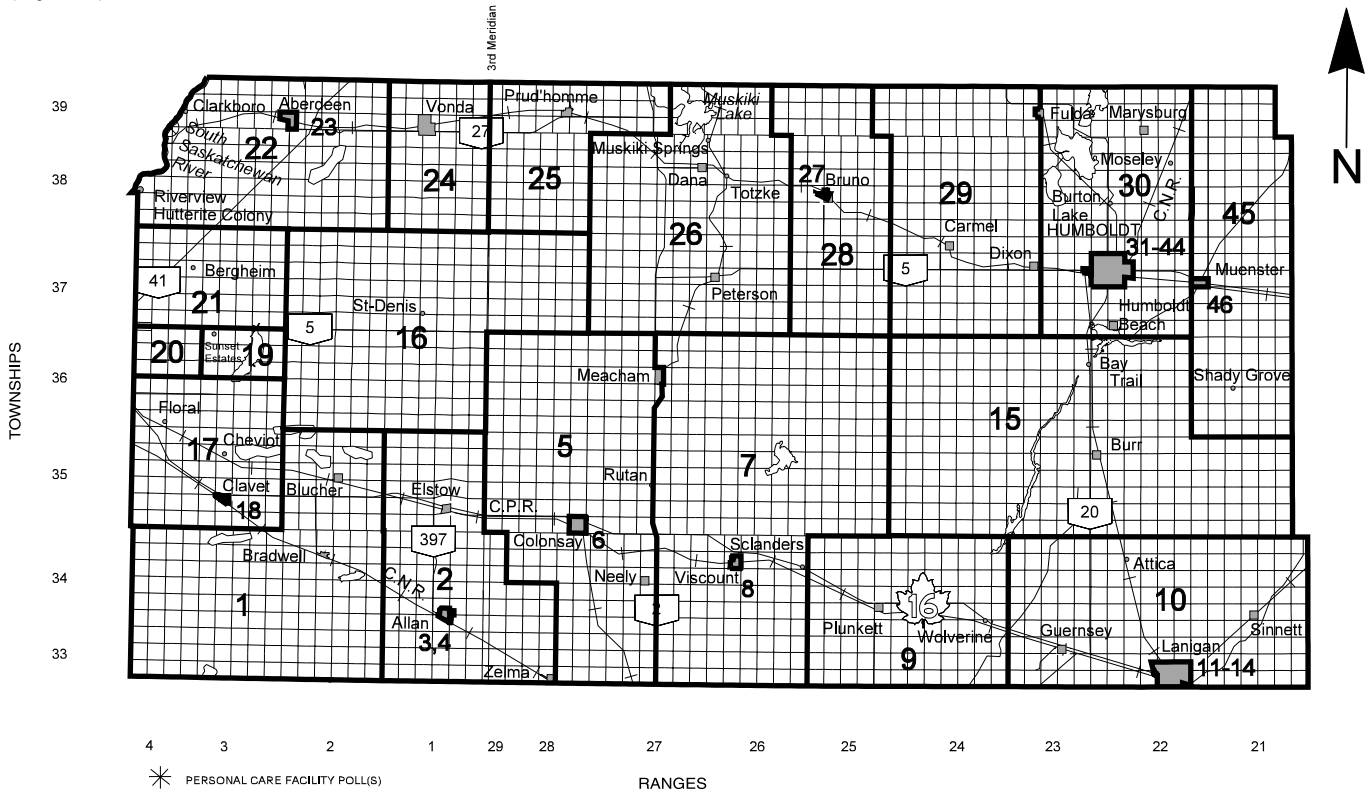 3rd Meridian
39
Clarkboro
Aberdeen
23
Vonda
27
Prud'homme
Muskiki
Lake
Fulda
Marysburg
N
South
Saskatchewan
River
22
Muskiki Springs
Moseley
38
Riverview
Hutterite Colony
24
25
Dana
Totzke
27
Bruno
29
30
Burton
Lake
C.N.R.
45
26
28
Carmel
Dixon
HUMBOLDT
31-44
37
41
Bergheim
21
Peterson
5
Muenster
46
St-Denis
16
5
Humboldt
Beach
20
Sunset
Estates
19
TOWNSHIPS
36
Meacham
Bay
Trail
Shady Grove
Floral
15
17
Cheviot
5
7
Burr
35
Clavet
18
Blucher
Elstow
C.P.R.
Rutan
20
397
Colonsay
6
Sclanders
Bradwell
34
1
2
C.N.R.
Neely
2
Viscount
8
Attica
10
Allan
3,4
16
Plunkett
Wolverine
Guernsey
Sinnett
33
Zelma
9
Lanigan
11-14
4 3 2 1 29 28 27 26 25 24 23 22 21
PERSONAL CARE FACILITY POLL(S)
RANGES